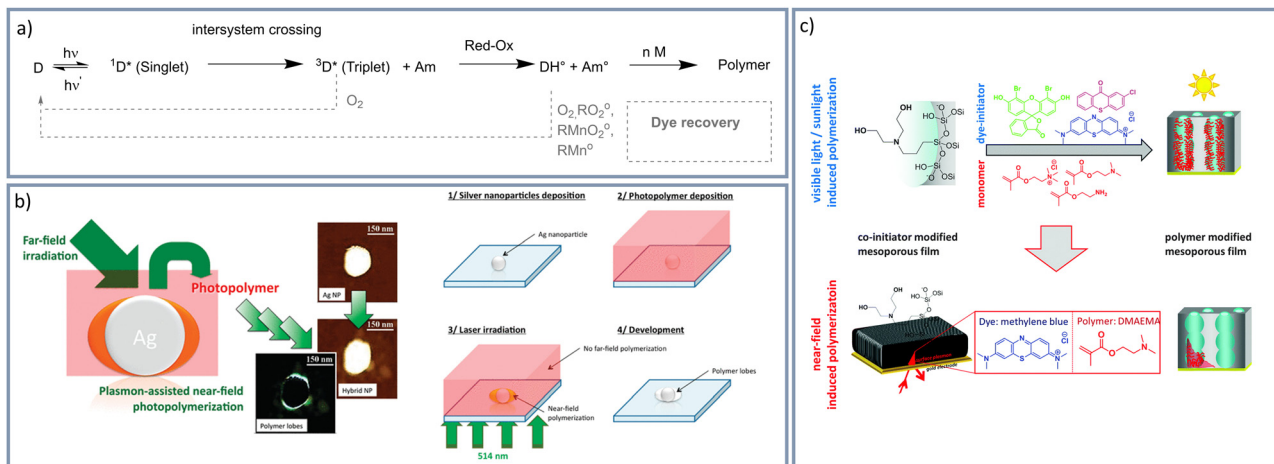 a)
intersystem crossing
D
hν
hν'
¹D* (Singlet)
³D* (Triplet)
+ Am
Red-Ox
DH° + Am°
n M
Polymer
O₂
O₂,RO₂°,
RMnO₂°,
RMn°
Dye recovery
b)
Far-field
irradiation
Photopolymer
Ag
Plasmon-assisted near-field
photopolymerization
150 nm
Ag NP
150 nm
Hybrid NP
150 nm
Polymer lobes
1/ Silver nanoparticles deposition
Ag nanoparticle
2/ Photopolymer deposition
3/ Laser irradiation
No far-field polymerization
Near-field
polymerization
514 nm
4/ Development
Polymer lobes
c)
visible light / sunlight
induced polymerization
dye-initiator
monomer
co-initiator modified
mesoporous film
polymer modified
mesoporous film
near-field
induced polymerizatoin
Dye: methylene blue
Polymer: DMAEMA
surface plasmon
gold electrode